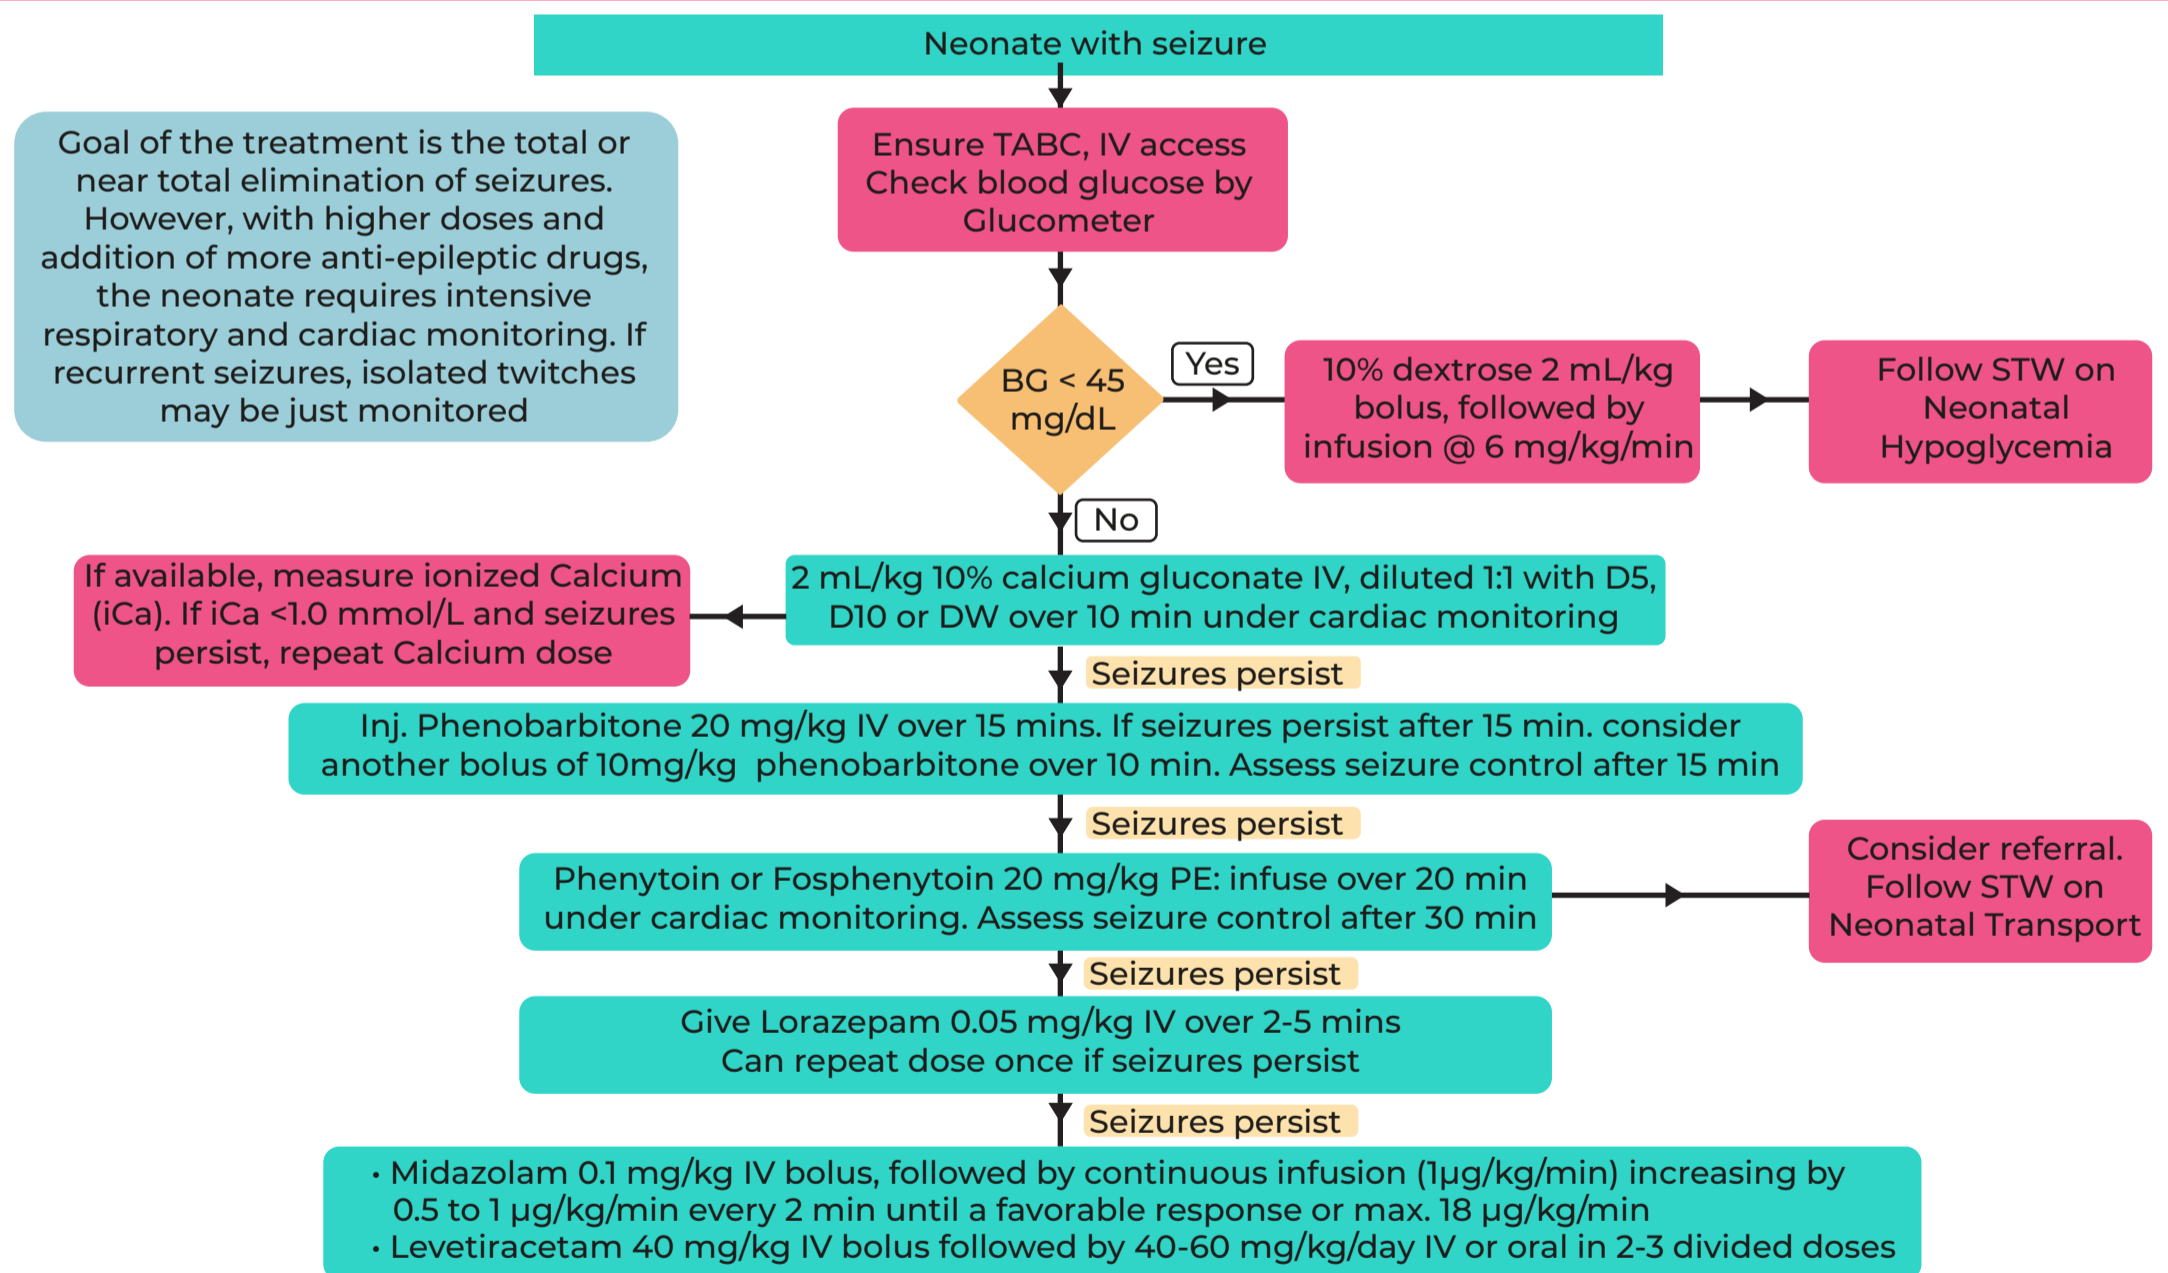 Neonate with seizure
Goal of the treatment is the total or
near total elimination of seizures.
However, with higher doses and
addition of more anti-epileptic drugs,
the neonate requires intensive
respiratory and cardiac monitoring. If
recurrent seizures, isolated twitches
may be just monitored
Ensure TABC, IV access
Check blood glucose by
Glucometer
BG < 45
mg/dL
Yes
10% dextrose 2 mL/kg
bolus, followed by
infusion @ 6 mg/kg/min
Follow STW on
Neonatal
Hypoglycemia
No
If available, measure ionized Calcium
(iCa). If iCa <1.0 mmol/L and seizures
persist, repeat Calcium dose
2 mL/kg 10% calcium gluconate IV, diluted 1:1 with D5,
D10 or DW over 10 min under cardiac monitoring
Seizures persist
Inj. Phenobarbitone 20 mg/kg IV over 15 mins. If seizures persist after 15 min. consider
another bolus of 10mg/kg phenobarbitone over 10 min. Assess seizure control after 15 min
Seizures persist
Phenytoin or Fosphenytoin 20 mg/kg PE: infuse over 20 min
under cardiac monitoring. Assess seizure control after 30 min
Consider referral.
Follow STW on
Neonatal Transport
Seizures persist
Give Lorazepam 0.05 mg/kg IV over 2-5 mins
Can repeat dose once if seizures persist
Seizures persist
• Midazolam 0.1 mg/kg IV bolus, followed by continuous infusion (1µg/kg/min) increasing by
0.5 to 1 µg/kg/min every 2 min until a favorable response or max. 18 µg/kg/min
• Levetiracetam 40 mg/kg IV bolus followed by 40-60 mg/kg/day IV or oral in 2-3 divided doses